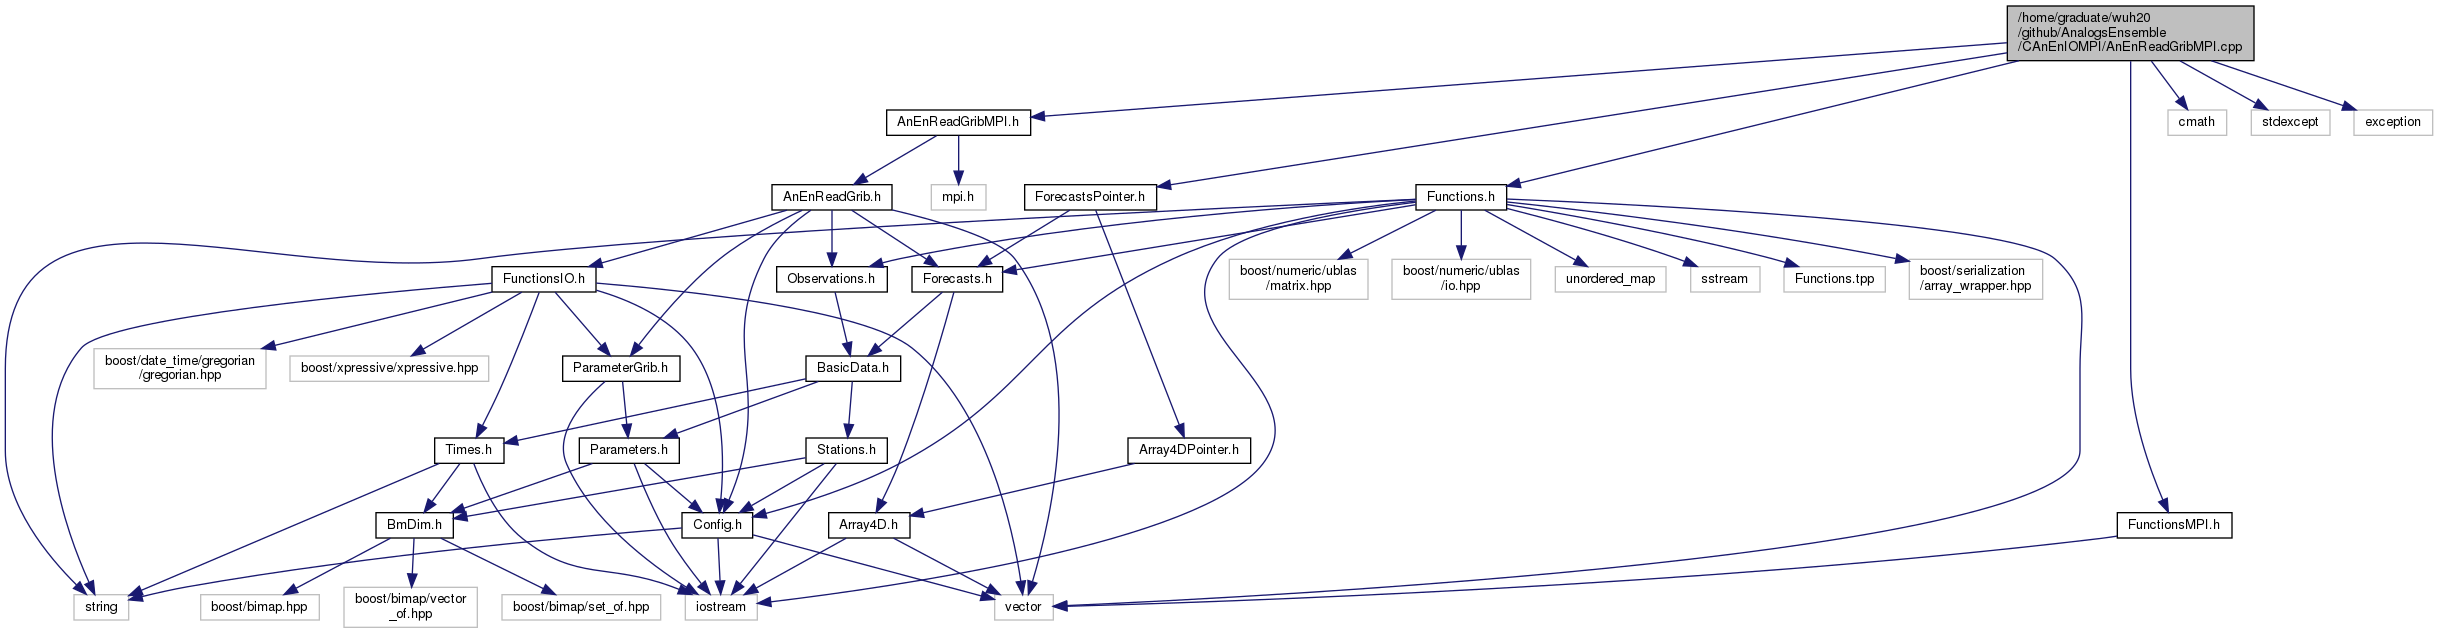 /home/graduate/wuh20
/github/AnalogsEnsemble
/CAnEnIOMPI/AnEnReadGribMPI.cpp
AnEnReadGribMPI.h
cmath
stdexcept
exception
AnEnReadGrib.h
mpi.h
ForecastsPointer.h
Functions.h
FunctionsIO.h
Observations.h
Forecasts.h
boost/numeric/ublas
/matrix.hpp
boost/numeric/ublas
/io.hpp
unordered_map
sstream
Functions.tpp
boost/serialization
/array_wrapper.hpp
boost/date_time/gregorian
/gregorian.hpp
boost/xpressive/xpressive.hpp
ParameterGrib.h
BasicData.h
Times.h
Parameters.h
Stations.h
Array4DPointer.h
BmDim.h
Config.h
Array4D.h
FunctionsMPI.h
string
boost/bimap.hpp
boost/bimap/vector
_of.hpp
boost/bimap/set_of.hpp
iostream
vector